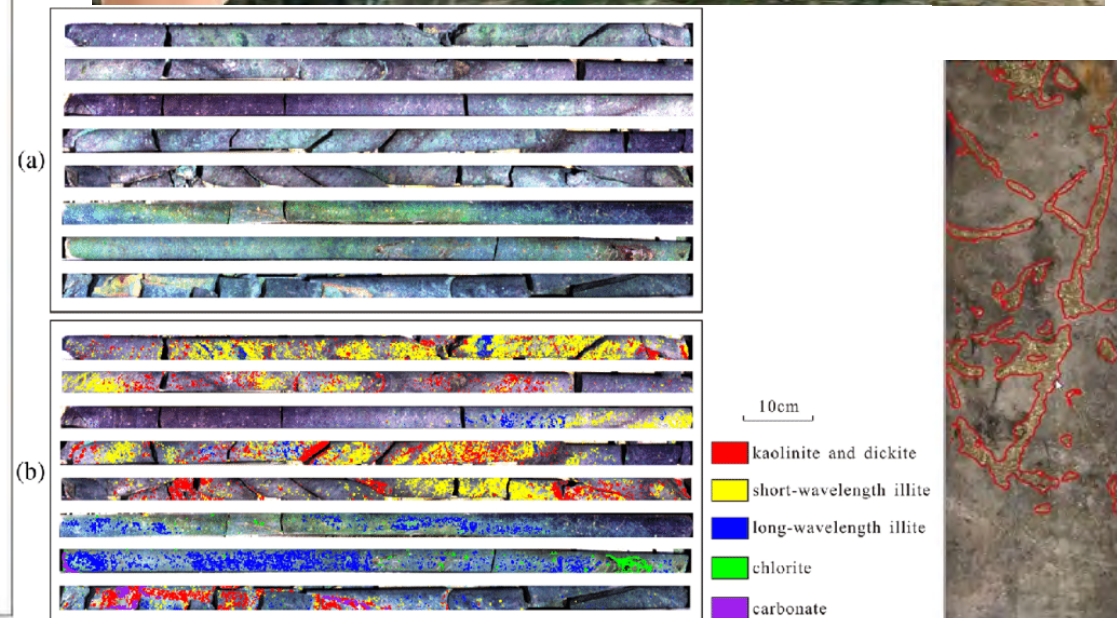 (a)
(b)
10cm
kaolinite and dickite
short-wavelength illite
long-wavelength illite
chlorite
carbonate